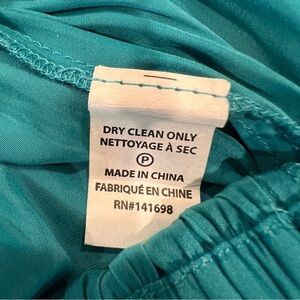 DRY CLEAN ONLY
NETTOYAGE À SEC
P
MADE IN CHINA
FABRIQUÉ EN CHINE
RN#141698